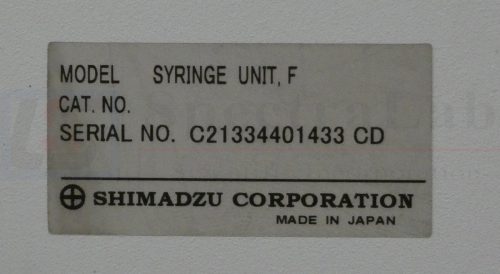 MODEL SYRINGE UNIT, F
CAT. NO.
SERIAL NO. C21334401433 CD
SHIMADZU CORPORATION
MADE IN JAPAN